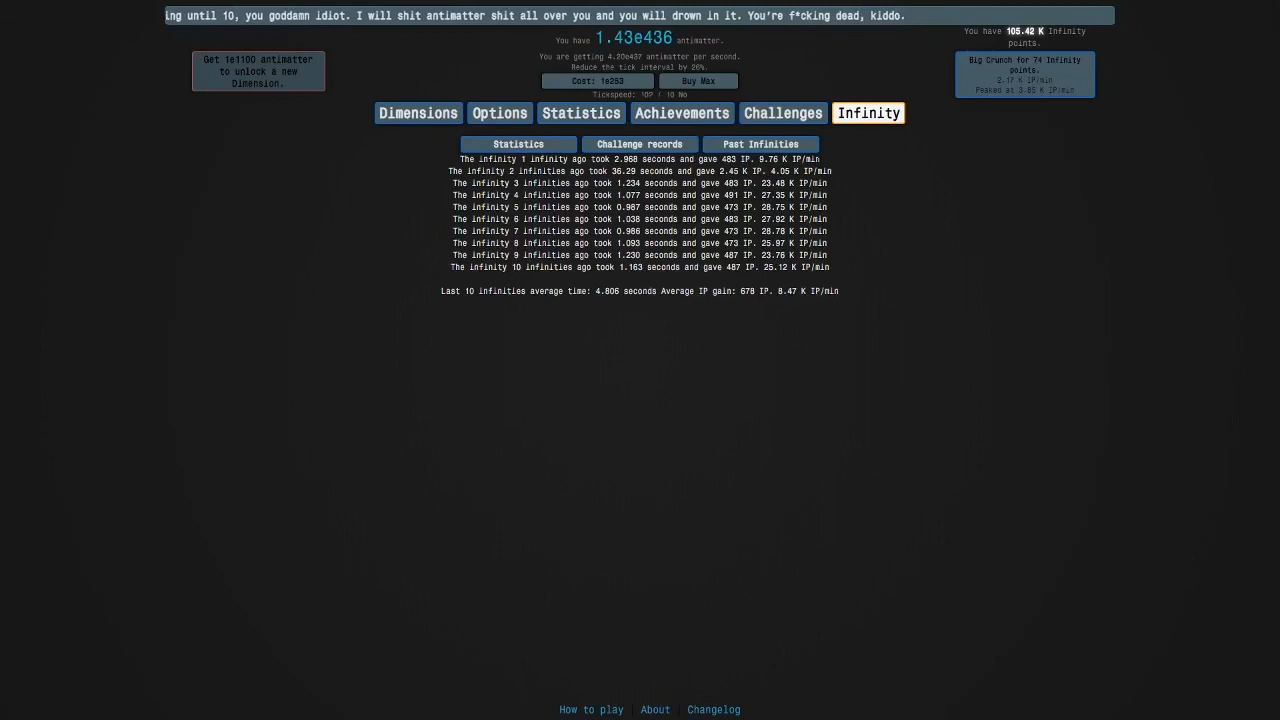 ing until 10, you goddamn idiot. I will shit antimatter shit all over you and you will drown in it. You're f*cking dead, kiddo.
You have 1.43e436 antimatter.
You have 105.42 K Infinity points.
Get 1e1100 antimatter to unlock a new Dimension.
You are getting 4.20e437 antimatter per second.
Reduce the tick interval by 26%.
Big Crunch for 74 Infinity points.
2.17 K IP/min
Peaked at 3.85 K IP/min
Cost: 1e253
Buy Max
Tickspeed:
Dimensions
Options
Statistics
Achievements
Challenges
Infinity
Statistics
Challenge records
Past Infinities
The infinity 1 infinity ago took 2.968 seconds and gave 483 IP. 9.76 K IP/min
The infinity 2 infinities ago took 36.29 seconds and gave 2.45 K IP. 4.05 K IP/min
The infinity 3 infinities ago took 1.234 seconds and gave 483 IP. 23.48 K IP/min
The infinity 4 infinities ago took 1.077 seconds and gave 491 IP. 27.35 K IP/min
The infinity 5 infinities ago took 0.987 seconds and gave 473 IP. 28.75 K IP/min
The infinity 6 infinities ago took 1.038 seconds and gave 483 IP. 27.92 K IP/min
The infinity 7 infinities ago took 0.986 seconds and gave 473 IP. 28.78 K IP/min
The infinity 8 infinities ago took 1.093 seconds and gave 473 IP. 25.97 K IP/min
The infinity 9 infinities ago took 1.230 seconds and gave 487 IP. 23.76 K IP/min
The infinity 10 infinities ago took 1.163 seconds and gave 487 IP. 25.12 K IP/min
Last 10 infinities average time: 4.806 seconds Average IP gain: 678 IP. 8.47 K IP/min
How to play | About | Changelog